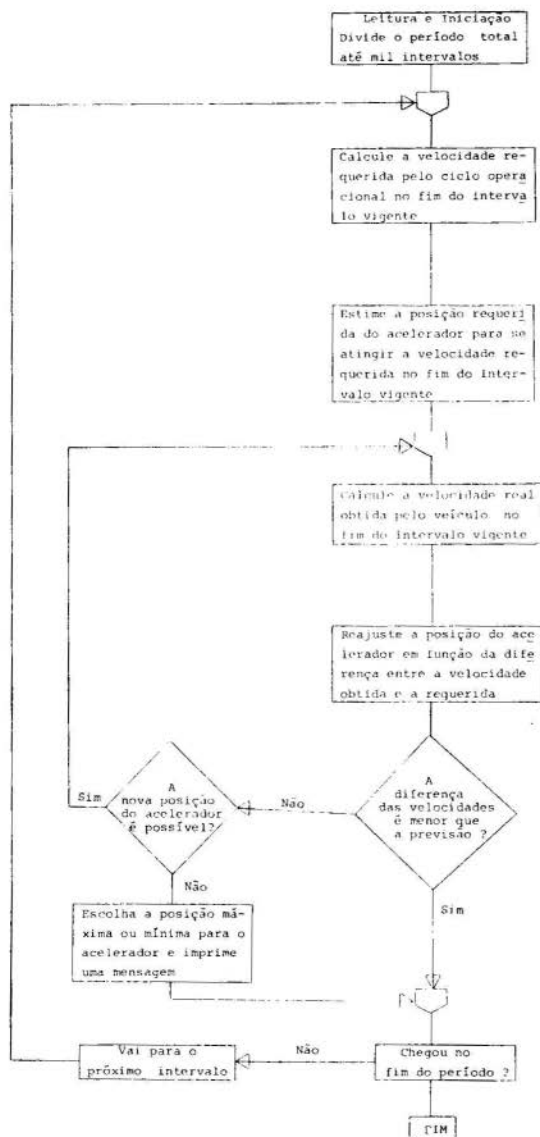 Leitura e Iniciação
Divide o período total
até mil intervalos
Calcule a velocidade re-
querida pelo ciclo opera
cional no fim do interva
lo vigente
Estime a posição requeri
da do acelerador para se
atingir a velocidade re-
querida no fim do inter-
valo vigente
Calcule a velocidade real
obtida pelo veículo no
fim do intervalo vigente
Reajuste a posição do ace
lerador em função da dife
rença entre a velocidade
obtida e a requerida
A
diferença
das velocidades
é menor que
a previsão ?
Não
Sim
A
nova posição
do acelerador
é possível?
Sim
Não
Escolha a posição má-
xima ou mínima para o
acelerador e imprime
uma mensagem
Chegou no
fim do período ?
Não
Vai para o
próximo intervalo
FIM